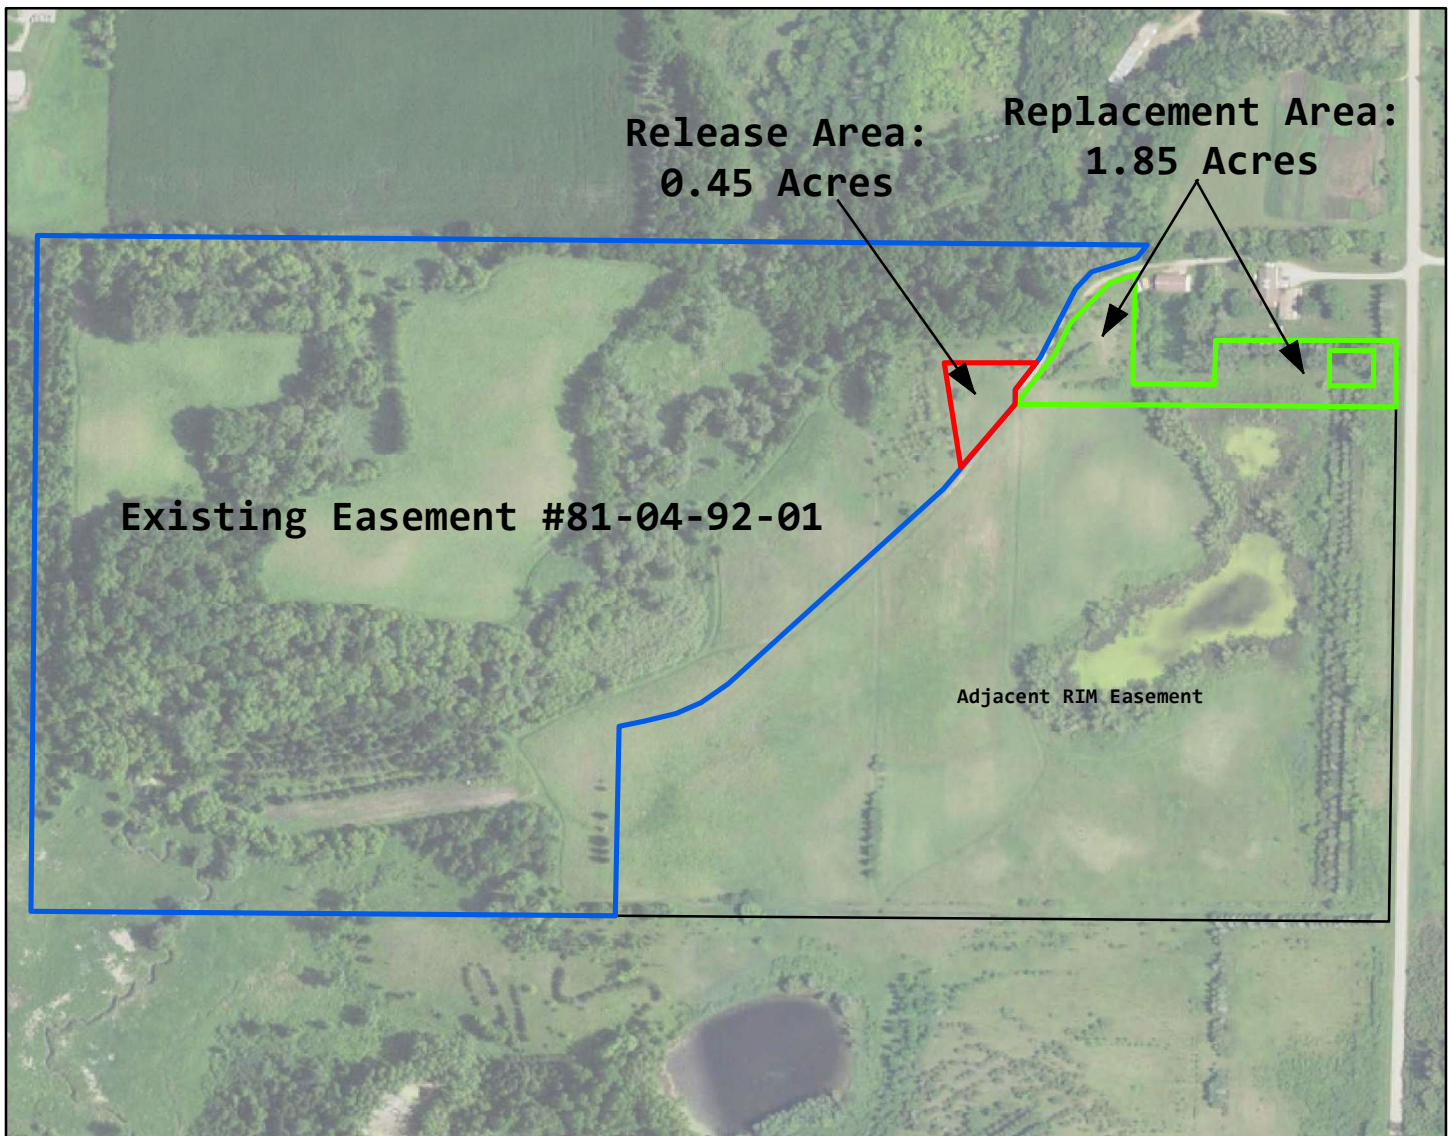 Release Area:
0.45 Acres
Replacement Area:
1.85 Acres
Existing Easement #81-04-92-01
Adjacent RIM Easement